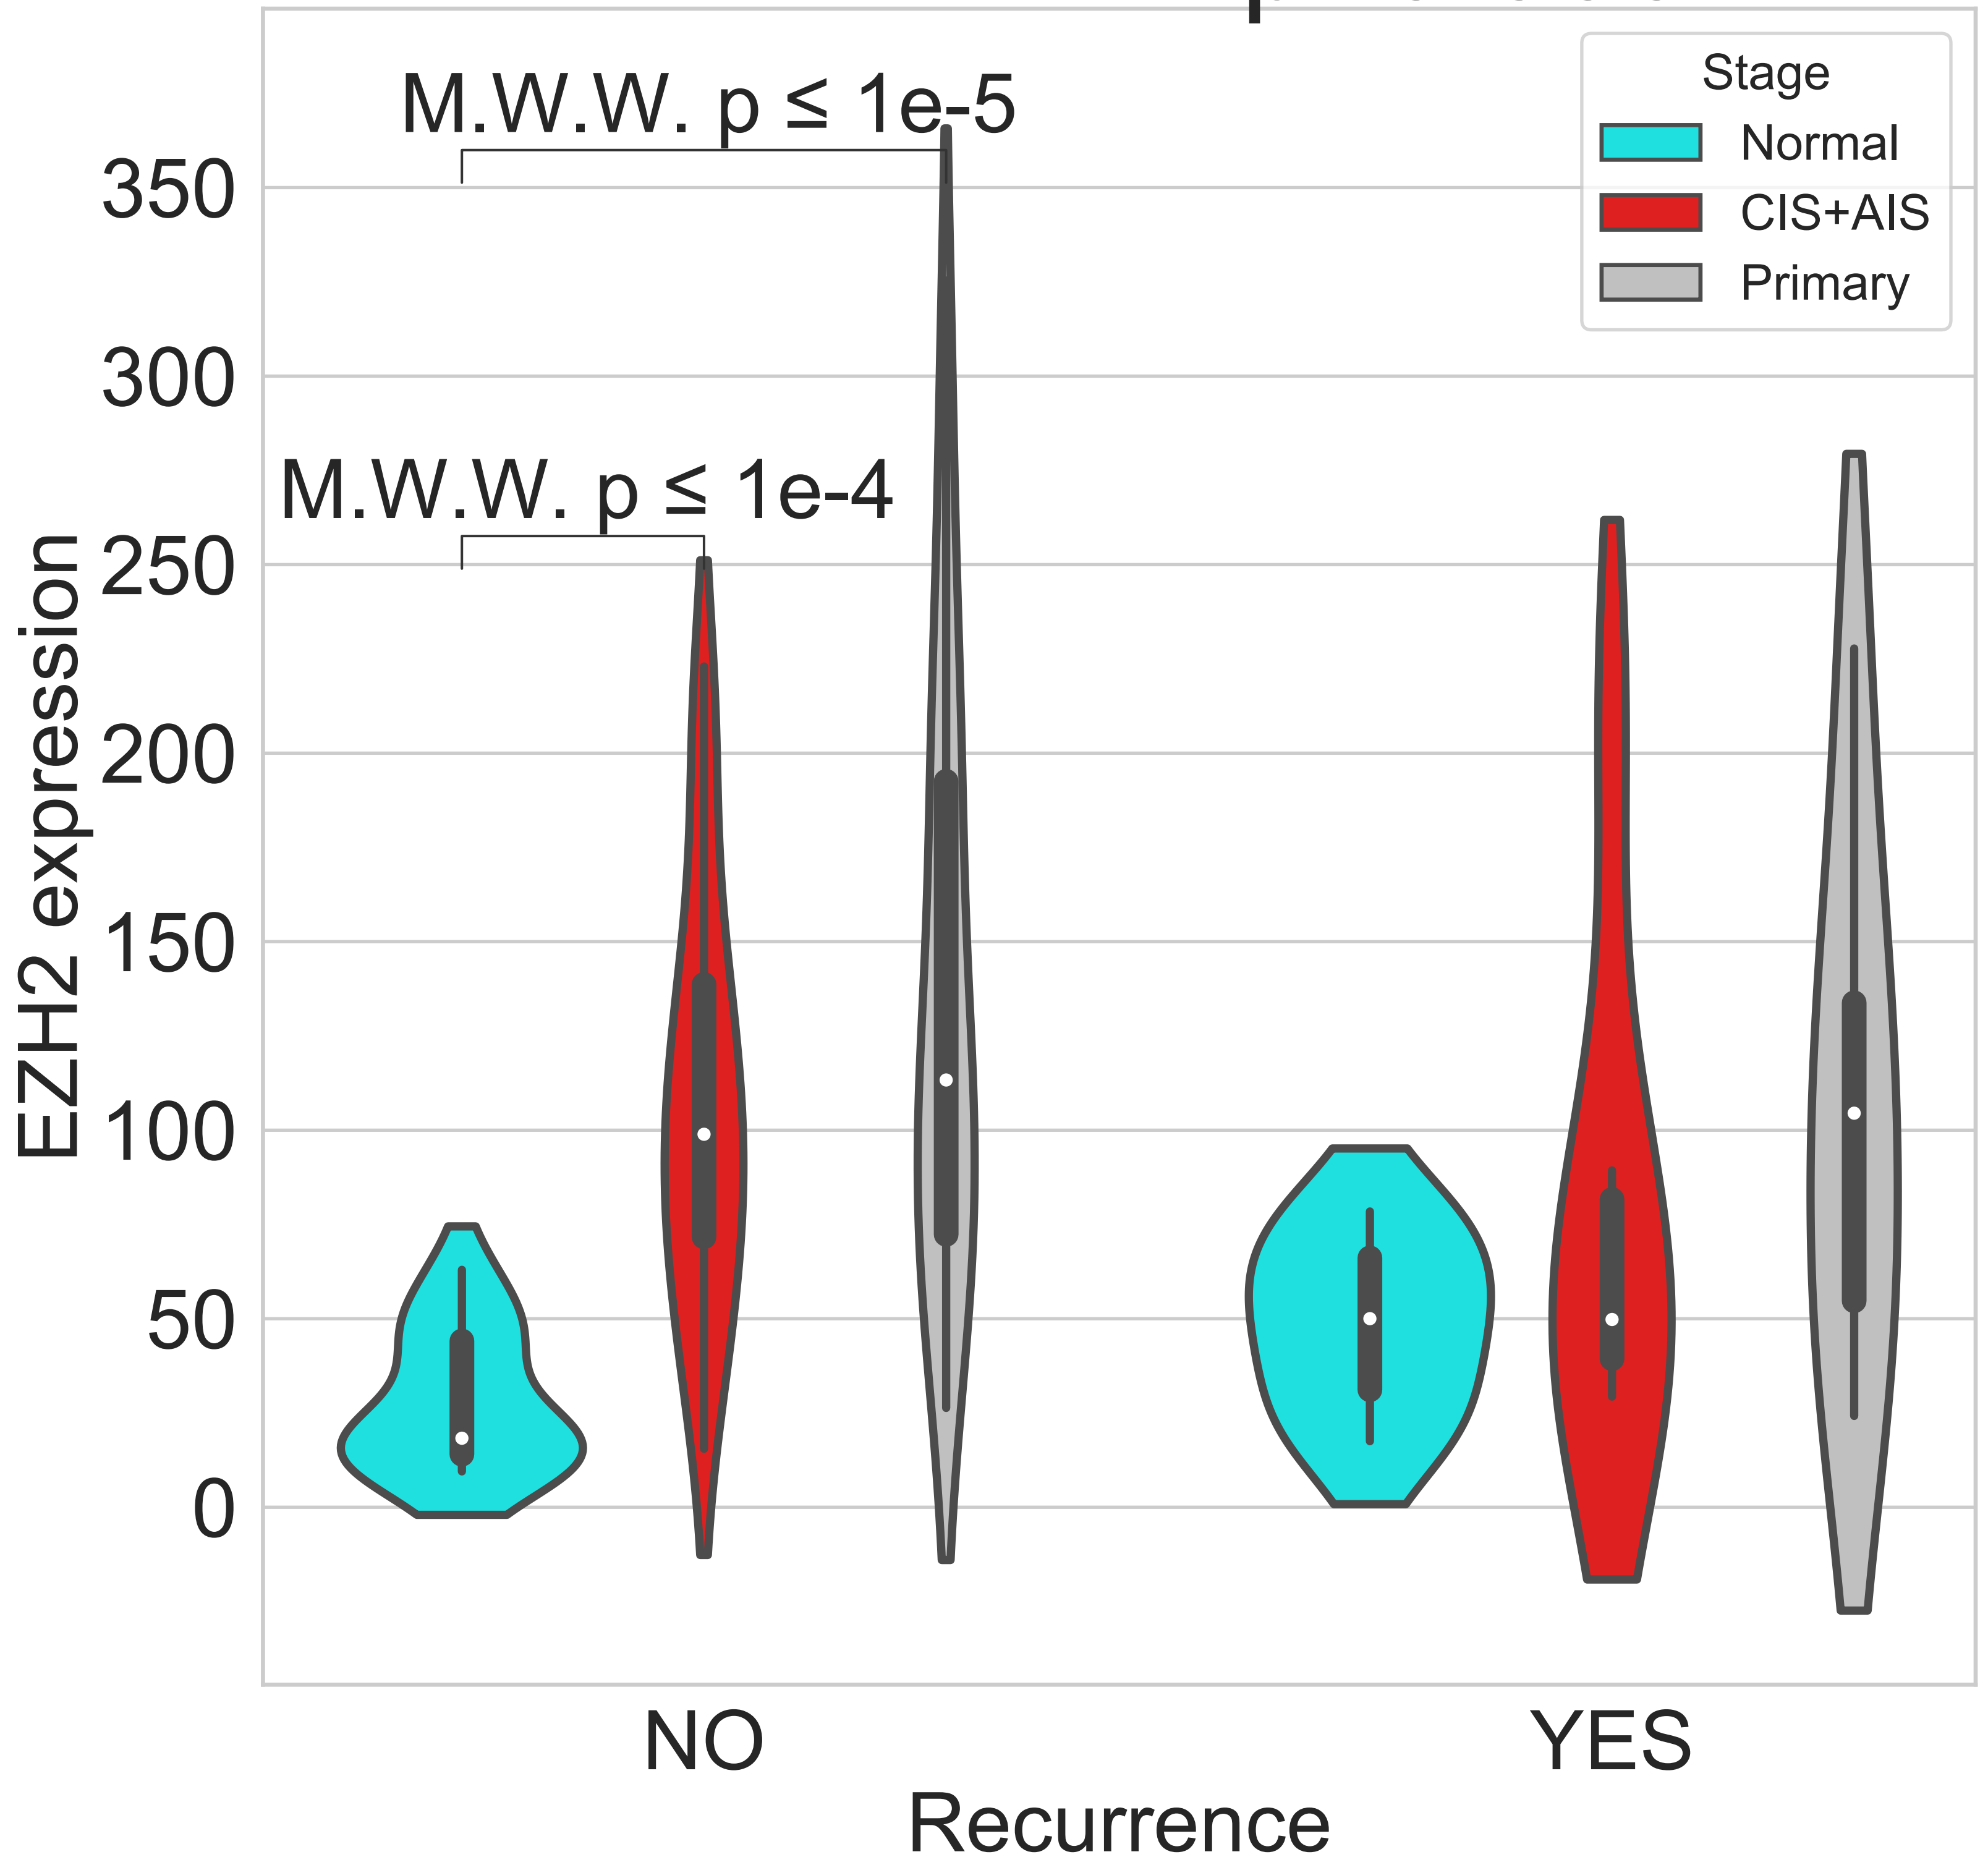 M.W.W. p ≤ 1e-5
M.W.W. p ≤ 1e-4
Stage
Normal
CIS+AIS
Primary
350
300
250
200
150
100
50
0
EZH2 expression
NO
YES
Recurrence